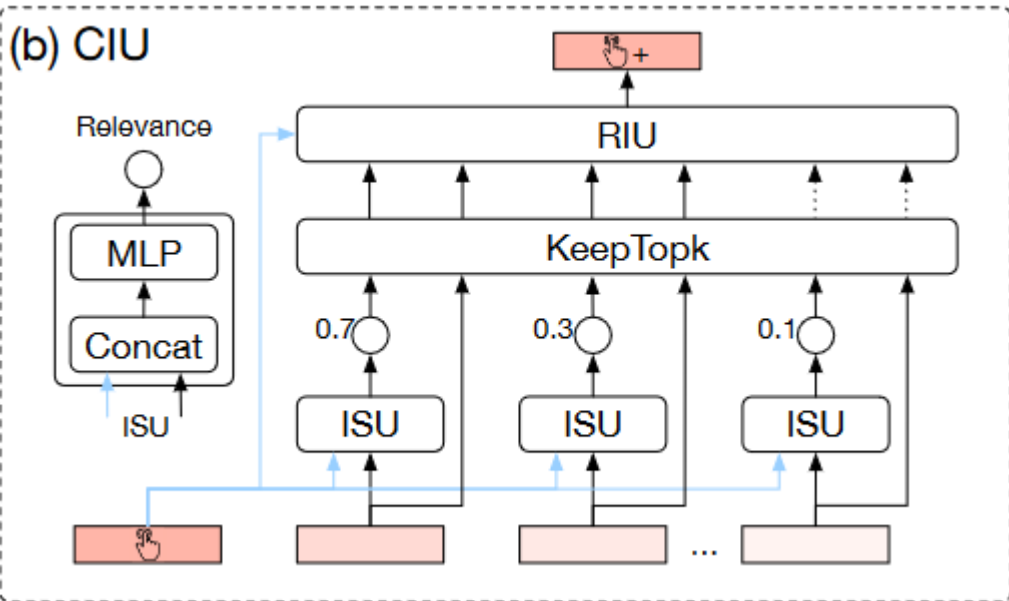 (b) CIU
+
Relevance
RIU
MLP
KeepTopk
Concat
0.7
0.3
0.1
ISU
ISU
ISU
ISU
...